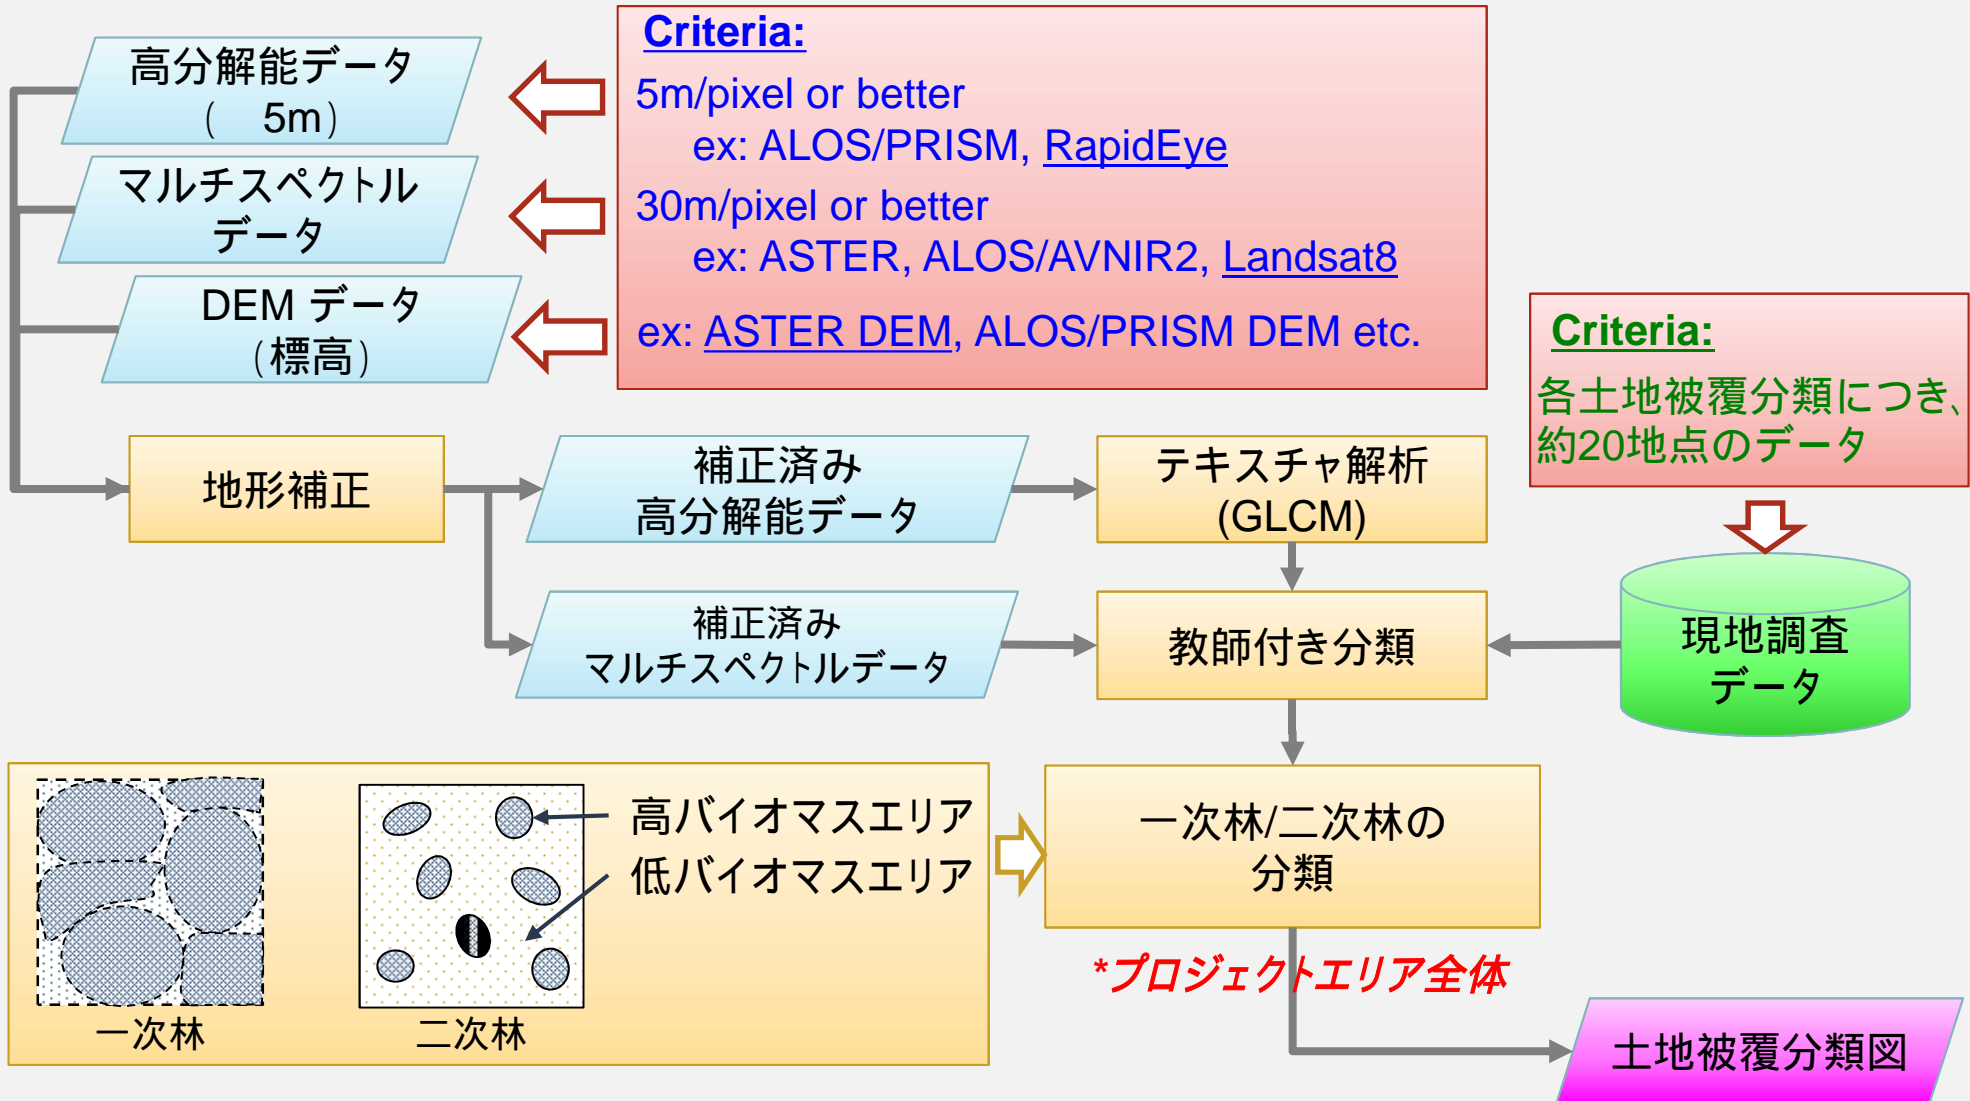 高分解能データ
( 5m)
マルチスペクトル
データ
DEM データ
(標高)
Criteria:
5m/pixel or better
ex: ALOS/PRISM, RapidEye
30m/pixel or better
ex: ASTER, ALOS/AVNIR2, Landsat8
ex: ASTER DEM, ALOS/PRISM DEM etc.
Criteria:
各土地被覆分類につき、
約20地点のデータ
地形補正
補正済み
高分解能データ
テキスチャ解析
(GLCM)
補正済み
マルチスペクトルデータ
教師付き分類
現地調査
データ
高バイオマスエリア
低バイオマスエリア
一次林
二次林
一次林/二次林の
分類
*プロジェクトエリア全体
土地被覆分類図